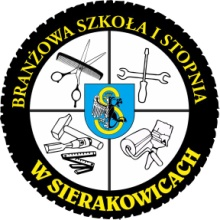 BRANŻOWA SZKOŁA I STOPNIA
W SIERAKOWICACH